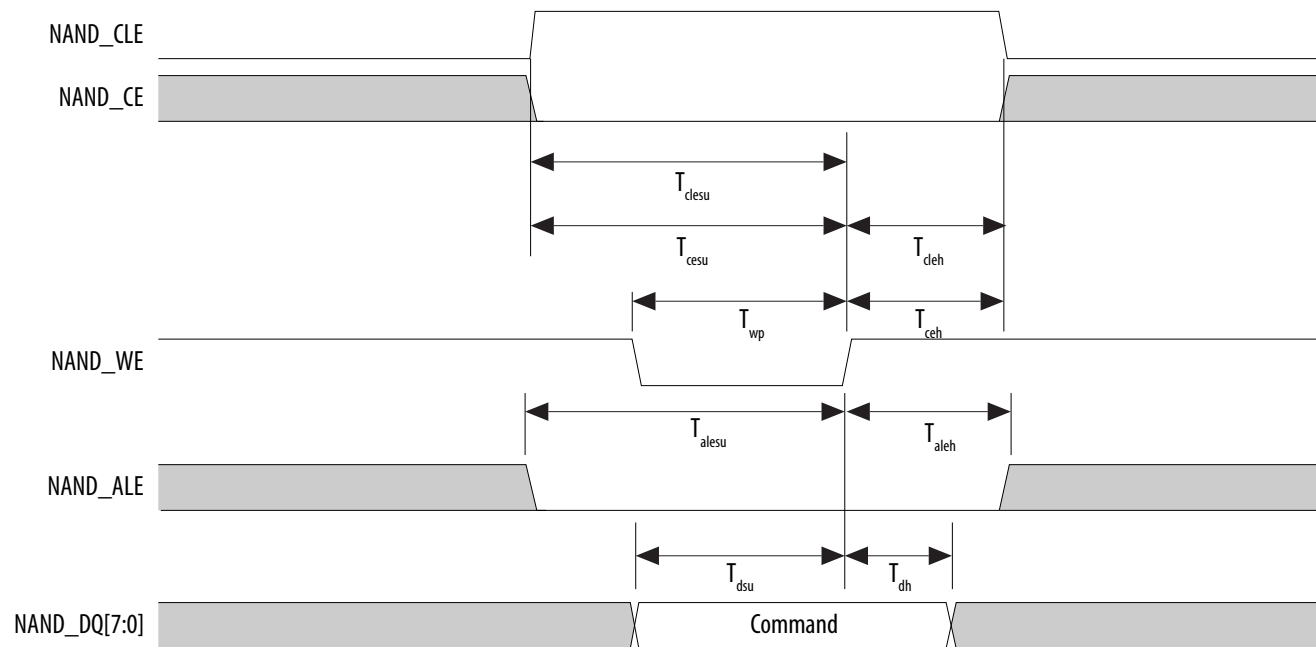 NAND_CLE
NAND_CE
T_clesu
T_cesu
T_cleh
T_wp
T_ceh
NAND_WE
T_alesu
T_aleh
NAND_ALE
T_dsu
T_dh
NAND_DQ[7:0]
Command